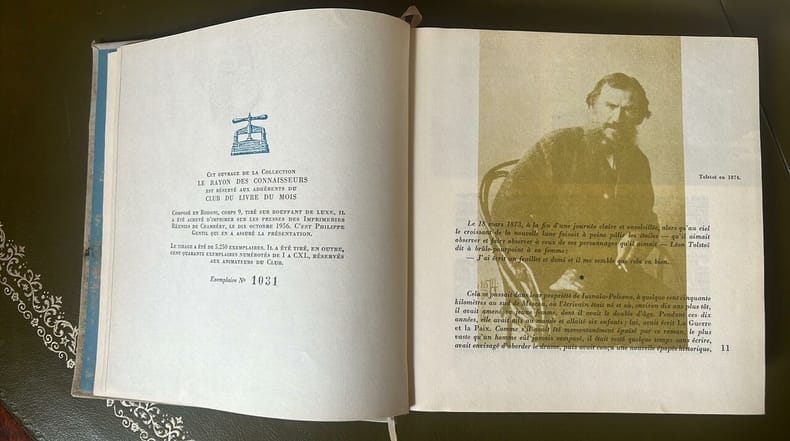 Cet ouvrage de la Collection
LE RAYON DES CONNAISSEURS
est réservé aux adhérents du
CLUB DU LIVRE DU MOIS
Composé en Bodoni, corps 9, tiré sur bouffant de luxe, il
a été achevé d'imprimer sur les presses des Imprimeries
Réunies de Chambéry, le dix octobre 1956. C'est Philippe
Gentil qui en a assuré la présentation.
Le tirage a été de 5.250 exemplaires. Il a été tiré, en outre,
cent quarante exemplaires numérotés de I a CXL, réservés
aux animateurs du Club.
Exemplaire No 1031
Tolstoï en 1874.
Le 18 mars 1873, à la fin d'une journée claire et ensoleillée, alors qu'au ciel
le croissant de la nouvelle lune faisait à peine pâlir les étoiles — qu'il aimait
observer et faire observer à ceux de ses personnages qu'il aimait — Léon Tolstoï
dit à brûle-pourpoint à sa femme:
— J'ai écrit un feuillet et demi et il me semble que cela va bien.
Cela se passait dans leur propriété de Iasnaïa-Poliana, à quelque cent cinquante
kilomètres au sud de Moscou, où l'écrivain était né et où, environ dix ans plus tôt,
il avait amené sa jeune femme, dont il avait le double d'âge. Pendant ces dix
années, elle avait mis au monde et allaité six enfants; lui, avait écrit La Guerre
et la Paix. Comme s'il avait été momentanément épuisé par ce roman, le plus
vaste qu'un homme eût jamais composé, il était resté quelque temps sans écrire,
avait envisagé d'aborder le drame, puis avait conçu une nouvelle épopée historique,
11